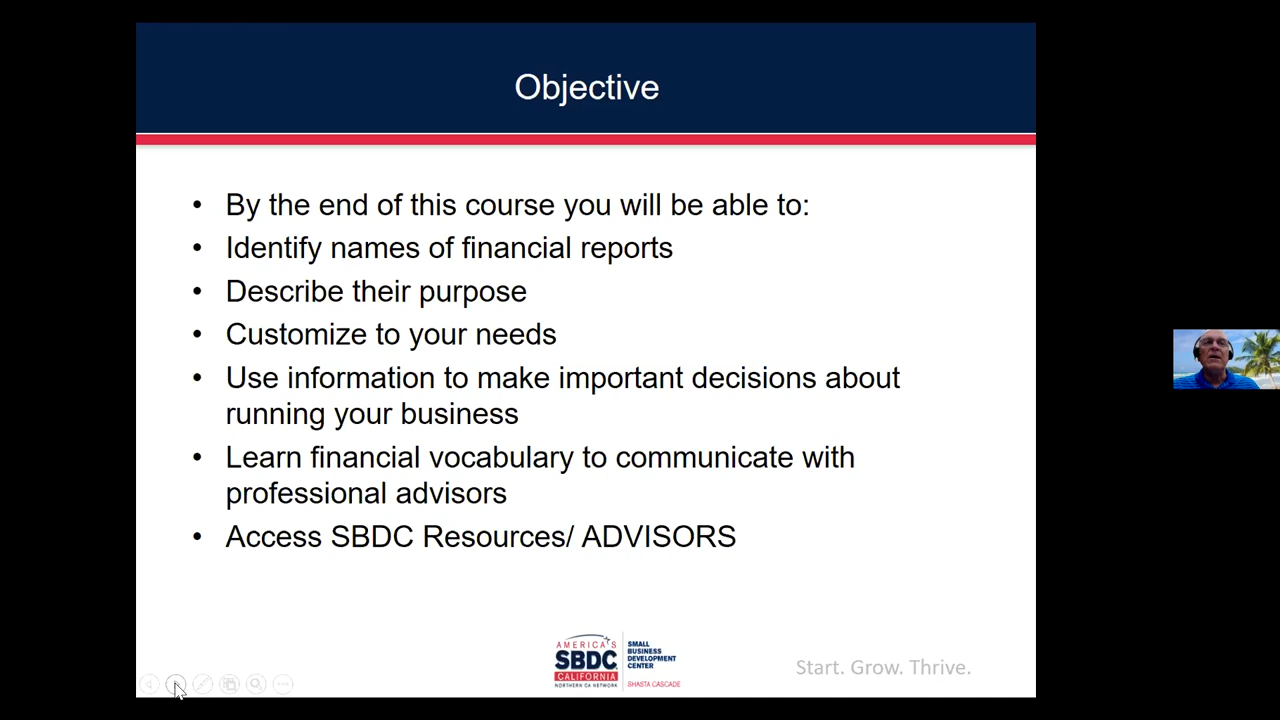 Objective
• By the end of this course you will be able to:
• Identify names of financial reports
• Describe their purpose
• Customize to your needs
• Use information to make important decisions about
running your business
• Learn financial vocabulary to communicate with
professional advisors
• Access SBDC Resources/ ADVISORS
AMERICA'S
SBDC
CALIFORNIA
NORTHERN CA NETWORK
SMALL
BUSINESS
DEVELOPMENT
CENTER
SHASTA CASCADE
Start. Grow. Thrive.